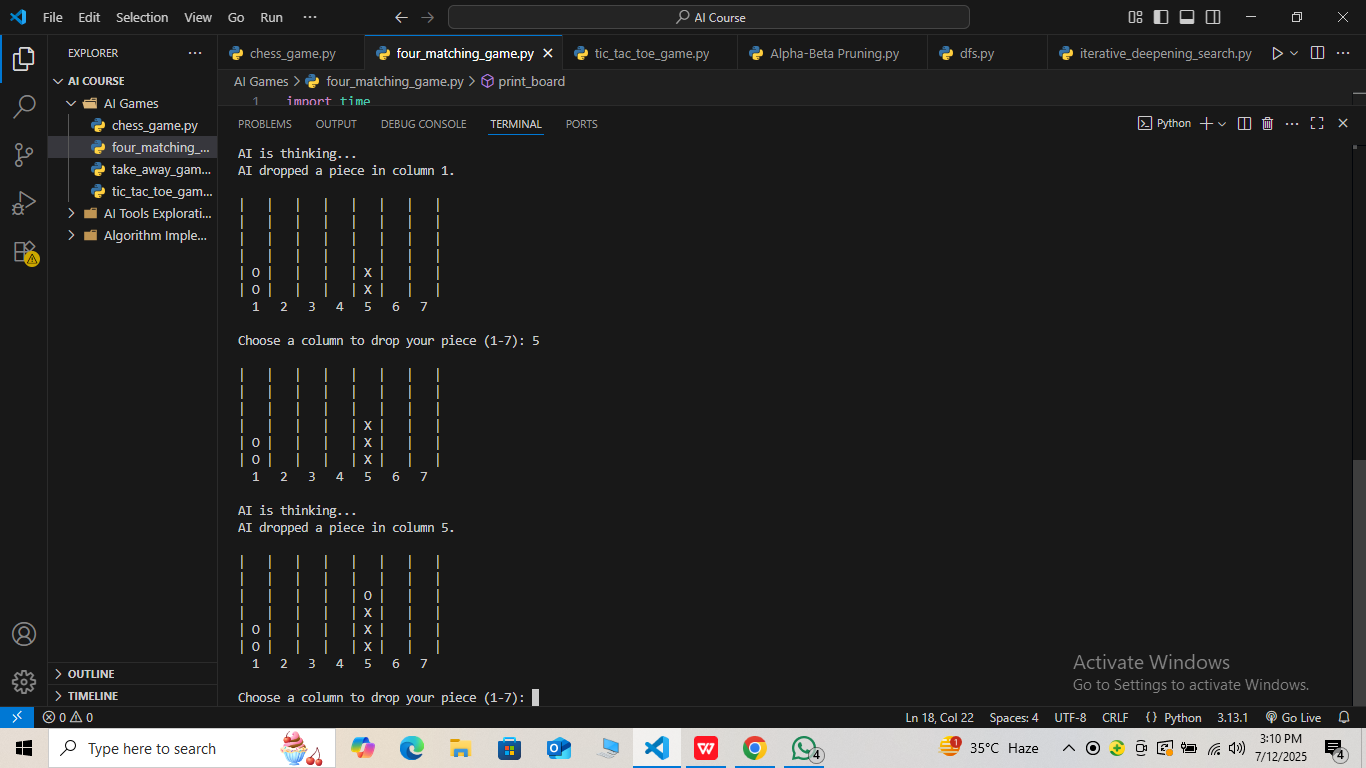 File Edit Selection View Go Run ··· AI Course
EXPLORER ···
AI COURSE
AI Games
chess_game.py
four_matching_...
take_away_gam...
tic_tac_toe_gam...
AI Tools Explorati...
Algorithm Imple...
OUTLINE
TIMELINE
chess_game.py four_matching_game.py tic_tac_toe_game.py Alpha-Beta Pruning.py dfs.py iterative_deepening_search.py
AI Games > four_matching_game.py > print_board
1 import time
PROBLEMS OUTPUT DEBUG CONSOLE TERMINAL PORTS Python
AI is thinking...
AI dropped a piece in column 1.
|   |   |   |   |   |   |   |
|   |   |   |   |   |   |   |
|   |   |   |   |   |   |   |
|   |   |   |   |   |   |   |
| O |   |   |   | X |   |   |
| O |   |   |   | X |   |   |
1 2 3 4 5 6 7
Choose a column to drop your piece (1-7): 5
|   |   |   |   |   |   |   |
|   |   |   |   |   |   |   |
|   |   |   |   |   |   |   |
|   |   |   |   | X |   |   |
| O |   |   |   | X |   |   |
| O |   |   |   | X |   |   |
1 2 3 4 5 6 7
AI is thinking...
AI dropped a piece in column 5.
|   |   |   |   |   |   |   |
|   |   |   |   |   |   |   |
|   |   |   |   | O |   |   |
|   |   |   |   | X |   |   |
| O |   |   |   | X |   |   |
| O |   |   |   | X |   |   |
1 2 3 4 5 6 7
Choose a column to drop your piece (1-7):
Activate Windows
Go to Settings to activate Windows.
0 0 Ln 18, Col 22 Spaces: 4 UTF-8 CRLF {} Python 3.13.1 Go Live
Type here to search 4 1 35°C Haze 3:10 PM 4
7/12/2025